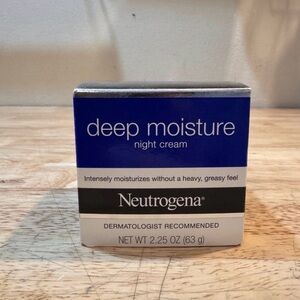 deep moisture
night cream
Intensely moisturizes without a heavy, greasy feel
Neutrogena®
DERMATOLOGIST RECOMMENDED
NET WT 2.25 OZ (63 g)